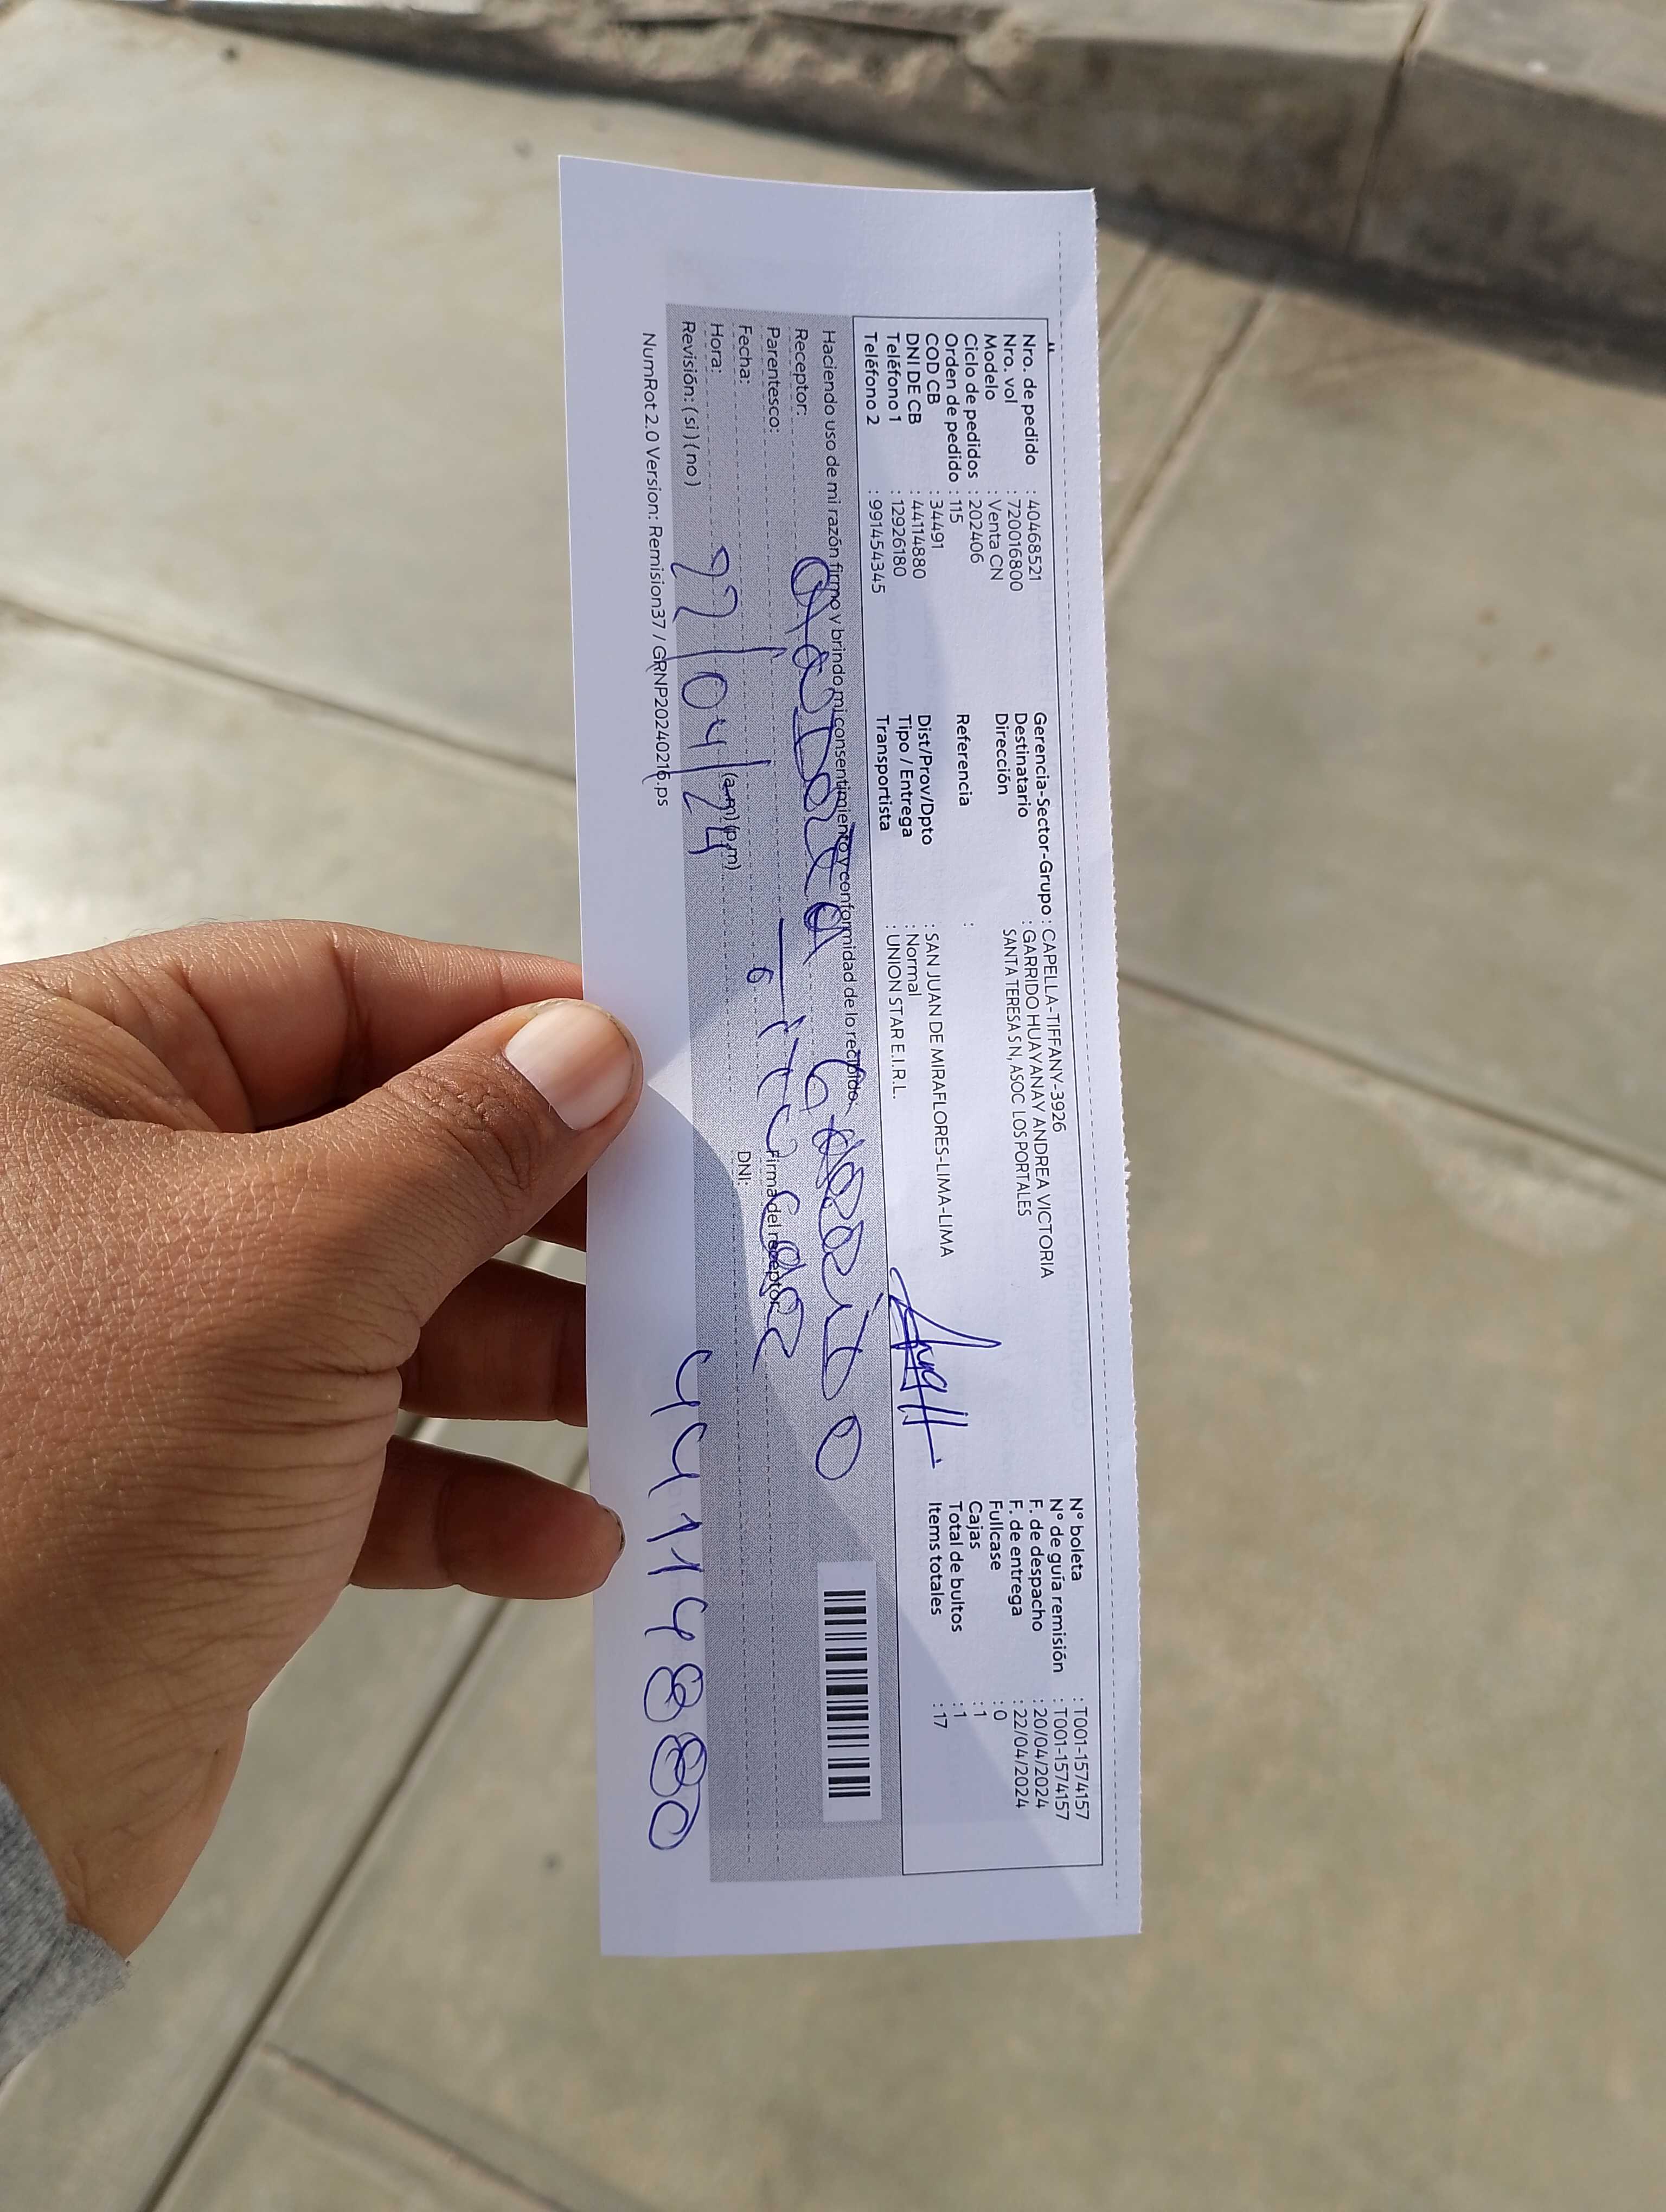 Nro. de pedido : 40468521
Nro. vol : 720016800
Modelo : Venta CN
Ciclo de pedidos : 202406
Orden de pedido : 115
COD CB : 34491
DNI DE CB : 44114880
Teléfono 1 : 12926180
Teléfono 2 : 991454345
Gerencia-Sector-Grupo : CAPELLA-TIFFANY-3926
Destinatario : GARRIDO HUAYANAY ANDREA VICTORIA
Dirección : SANTA TERESA S N, ASOC LOS PORTALES
Referencia :
Dist/Prov/Dpto : SAN JUAN DE MIRAFLORES-LIMA-LIMA
Tipo / Entrega : Normal
Transportista : UNION STAR E.I.R.L.
N° boleta : T001-1574157
N° de guía remisión : T001-1574157
F. de despacho : 20/04/2024
F. de entrega : 22/04/2024
Fullcase : 0
Cajas : 1
Total de bultos : 1
Items totales : 17
Haciendo uso de mi razón firmo y brindo mi consentimiento y conformidad de lo recibido:
Receptor:
Parentesco:
Firma del receptor
Fecha:
DNI: 44114880
Hora: (a.m) (p.m)
22/04/24
Revisión: (si) (no)
NumRot 2.0 Version: Remision37 / GRNP20240216.ps